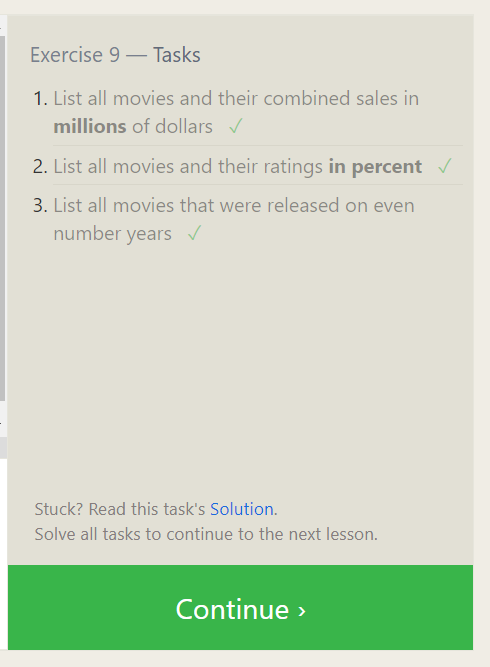 Exercise 9 — Tasks
1. List all movies and their combined sales in
millions of dollars ✓
2. List all movies and their ratings in percent ✓
3. List all movies that were released on even
number years ✓
Stuck? Read this task's Solution.
Solve all tasks to continue to the next lesson.
Continue ›